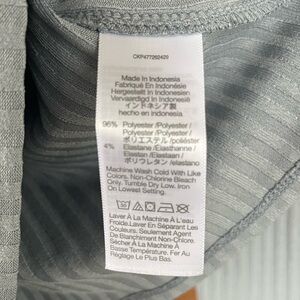 CKP477202420
Made In Indonesia
Fabriqué En Indonésie
Hergestellt In Indonesien
Vervaardigd In Indonesië
インドネシア製
hecho en indonesia
96% Polyester /Polyester /
Polyester /Polyester /
ポリエステル /poliéster
4% Elastane /Elasthanne /
Elastan /Elastaan /
ポリウレタン /elastano
Machine Wash Cold With Like
Colors. Non-Chlorine Bleach
Only. Tumble Dry Low. Iron
On Lowest Setting.
Laver À La Machine À L'eau
Froide.Laver En Séparant Les
Couleurs. Seulement Agent
De Blanchiment Non-Chloré.
Sécher À La Machine À
Basse Température. Fer Au
Réglage Le Plus Bas.